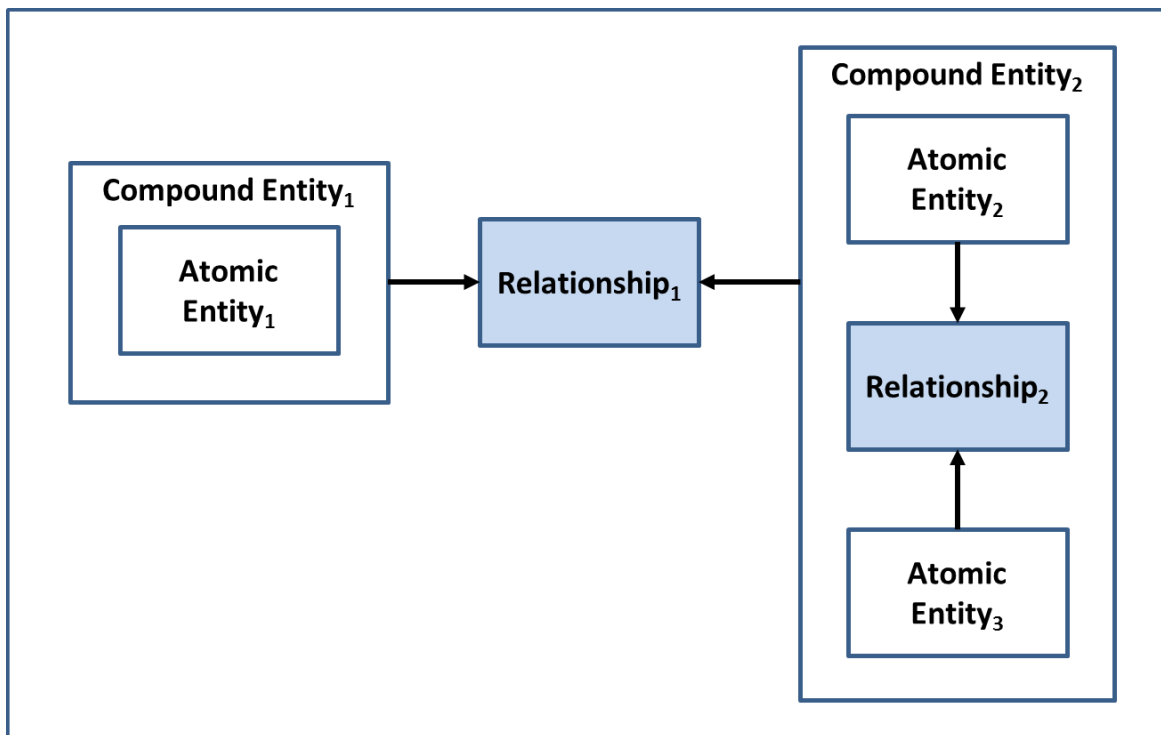 Compound Entity₁
Atomic
Entity₁
Relationship₁
Compound Entity₂
Atomic
Entity₂
Relationship₂
Atomic
Entity₃